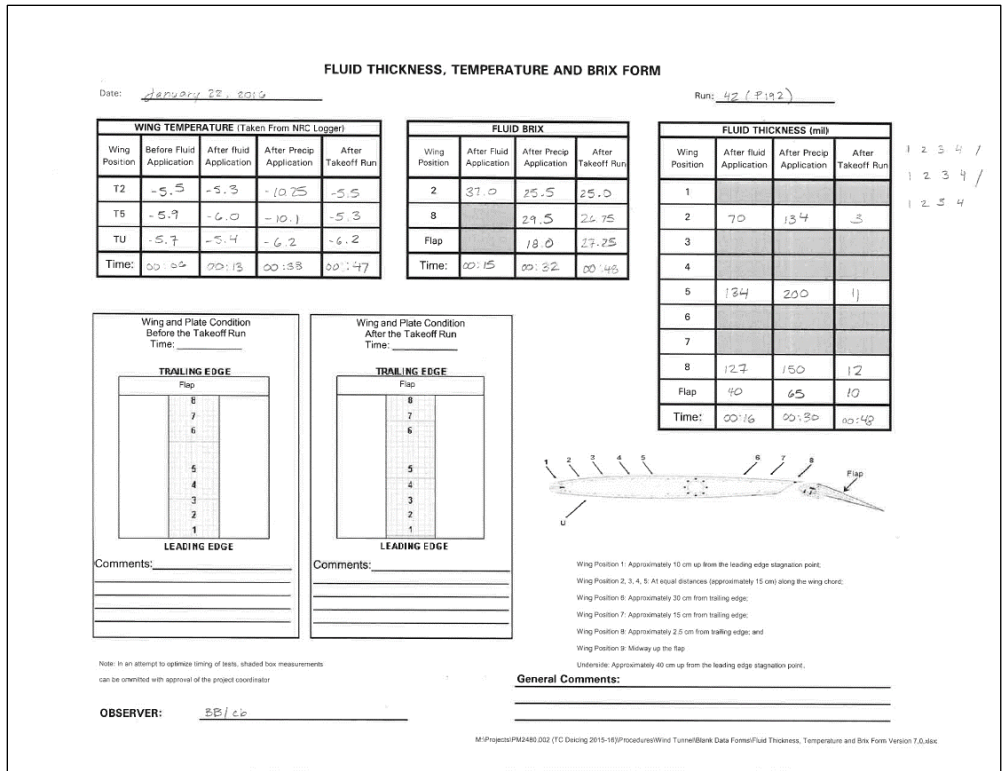 FLUID THICKNESS, TEMPERATURE AND BRIX FORM
Date: January 22, 2016
Run: 42 (P192)
WING TEMPERATURE (Taken From NRC Logger)
Wing Position Before Fluid Application After fluid Application After Precip Application After Takeoff Run
T2 -5.5 -5.3 -10.25 -5.5
T5 -5.9 -6.0 -10.1 -5.3
TU -5.7 -5.4 -6.2 -6.2
Time: 00:06 00:13 00:33 00:47
FLUID BRIX
Wing Position After Fluid Application After Precip Application After Takeoff Run
2 37.0 25.5 25.0
8 29.5 26.75
Flap 18.0 27.25
Time: 00:15 00:32 00:48
FLUID THICKNESS (mil)
Wing Position After fluid Application After Precip Application After Takeoff Run
1
2 70 134 3
3
4
5 134 200 11
6
7
8 127 150 12
Flap 40 65 10
Time: 00:16 00:30 00:48
1 2 3 4 /
1 2 3 4 /
1 2 3 4
Wing and Plate Condition
Before the Takeoff Run
Time:
TRAILING EDGE
Flap
8
7
6
5
4
3
2
1
LEADING EDGE
Comments:
Wing and Plate Condition
After the Takeoff Run
Time:
TRAILING EDGE
Flap
8
7
6
5
4
3
2
1
LEADING EDGE
Comments:
1 2 3 4 5 6 7 8 Flap
U
Wing Position 1: Approximately 10 cm up from the leading edge stagnation point;
Wing Position 2, 3, 4, 5: At equal distances (approximately 15 cm) along the wing chord;
Wing Position 6: Approximately 30 cm from trailing edge;
Wing Position 7: Approximately 15 cm from trailing edge;
Wing Position 8: Approximately 2.5 cm from trailing edge; and
Wing Position 9: Midway up the flap
Underside: Approximately 40 cm up from the leading edge stagnation point.
Note: In an attempt to optimize timing of tests, shaded box measurements
can be ommitted with approval of the project coordinator
General Comments:
OBSERVER: BB/cb
M:\Projects\PM2480.002 (TC Deicing 2015-16)\Procedures\Wind Tunnel\Blank Data Forms\Fluid Thickness, Temperature and Brix Form Version 7.0.xlsx